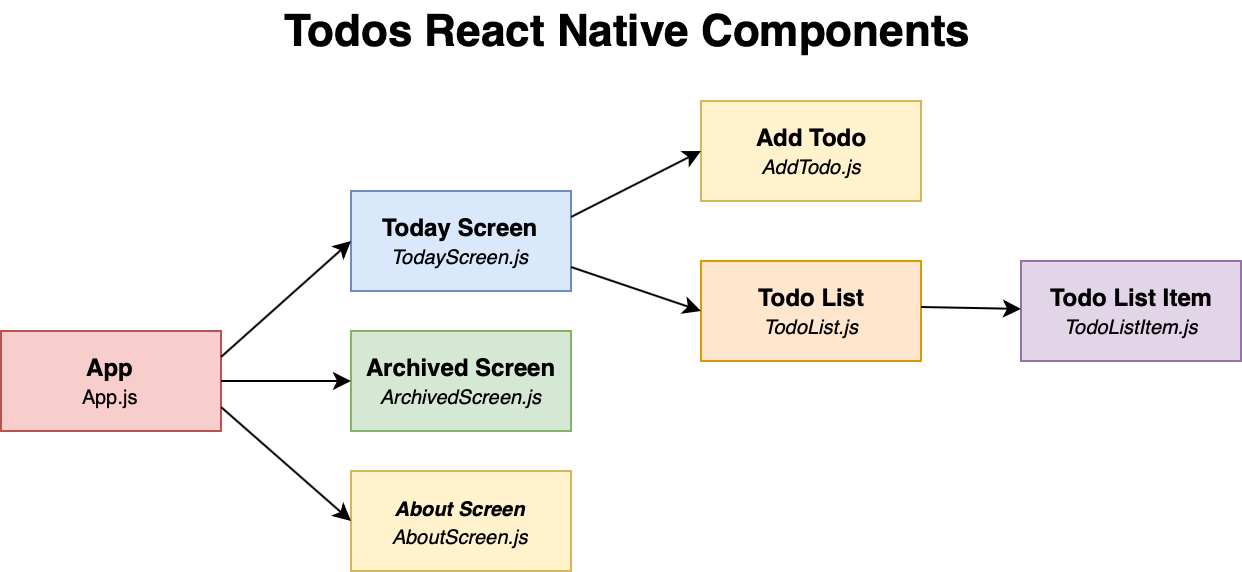 Todos React Native Components
Add Todo
AddTodo.js
Today Screen
TodayScreen.js
Todo List
TodoList.js
Todo List Item
TodoListItem.js
App
App.js
Archived Screen
ArchivedScreen.js
About Screen
AboutScreen.js